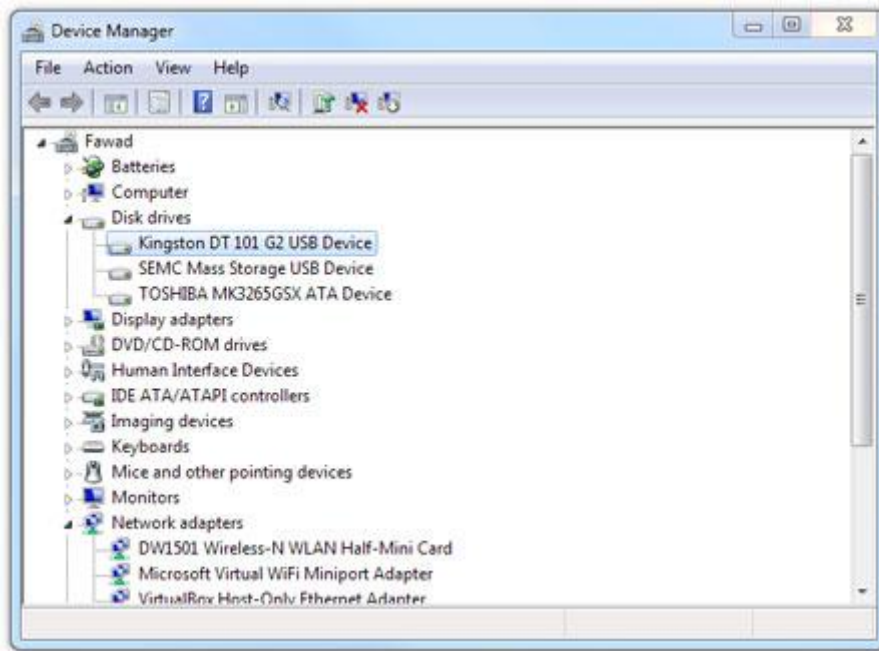 Device Manager
File Action View Help
Fawad
Batteries
Computer
Disk drives
Kingston DT 101 G2 USB Device
SEMC Mass Storage USB Device
TOSHIBA MK3265GSX ATA Device
Display adapters
DVD/CD-ROM drives
Human Interface Devices
IDE ATA/ATAPI controllers
Imaging devices
Keyboards
Mice and other pointing devices
Monitors
Network adapters
DW1501 Wireless-N WLAN Half-Mini Card
Microsoft Virtual WiFi Miniport Adapter
VirtualBox Host-Only Ethernet Adapter